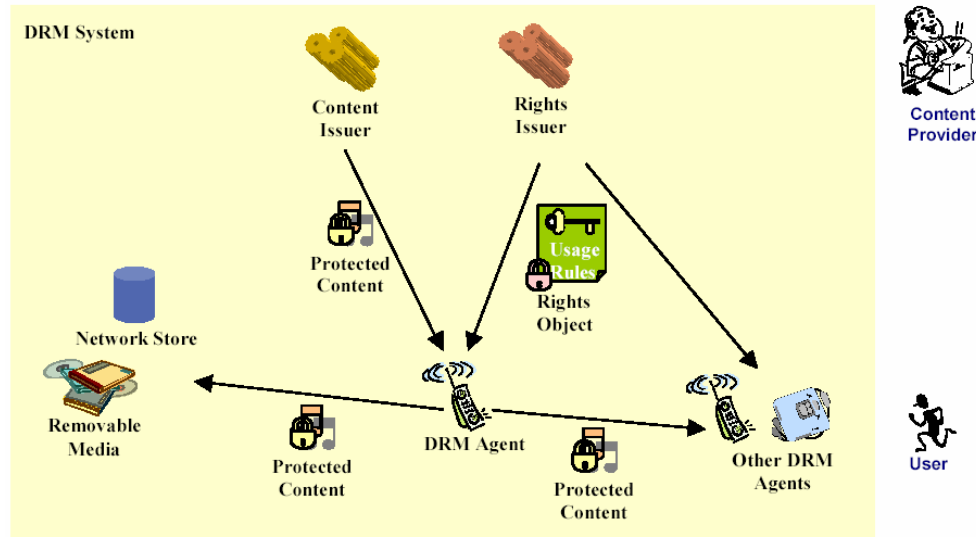 DRM System
Content
Issuer
Rights
Issuer
Content
Provider
Protected
Content
Usage
Rules
Rights
Object
Network Store
Removable
Media
DRM Agent
Protected
Content
Protected
Content
Other DRM
Agents
User